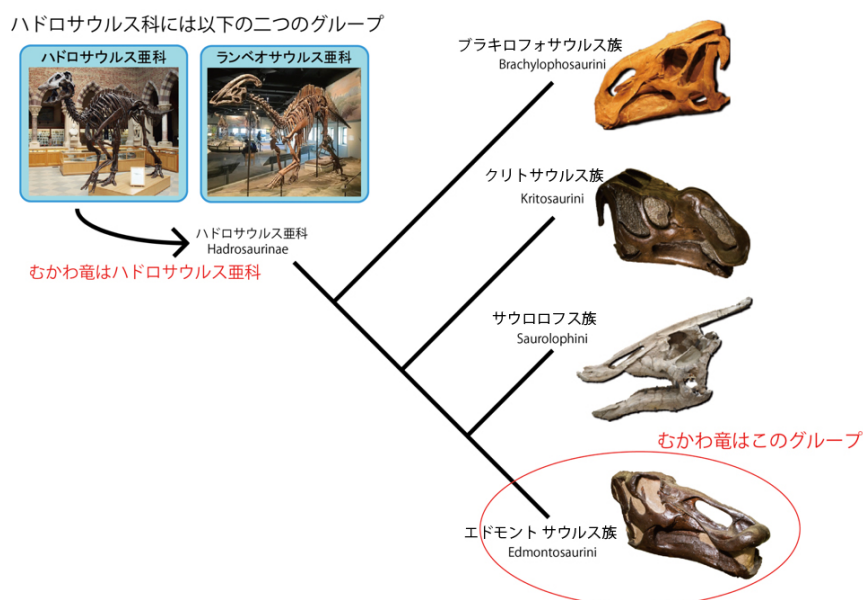 ハドロサウルス科には以下の二つのグループ
ハドロサウルス亜科
ランベオサウルス亜科
ハドロサウルス亜科
Hadrosaurinae
むかわ竜はハドロサウルス亜科
ブラキロフォサウルス族
Brachylophosaurini
クリトサウルス族
Kritosaurini
サウロロフス族
Saurolophini
むかわ竜はこのグループ
エドモント サウルス族
Edmontosaurini